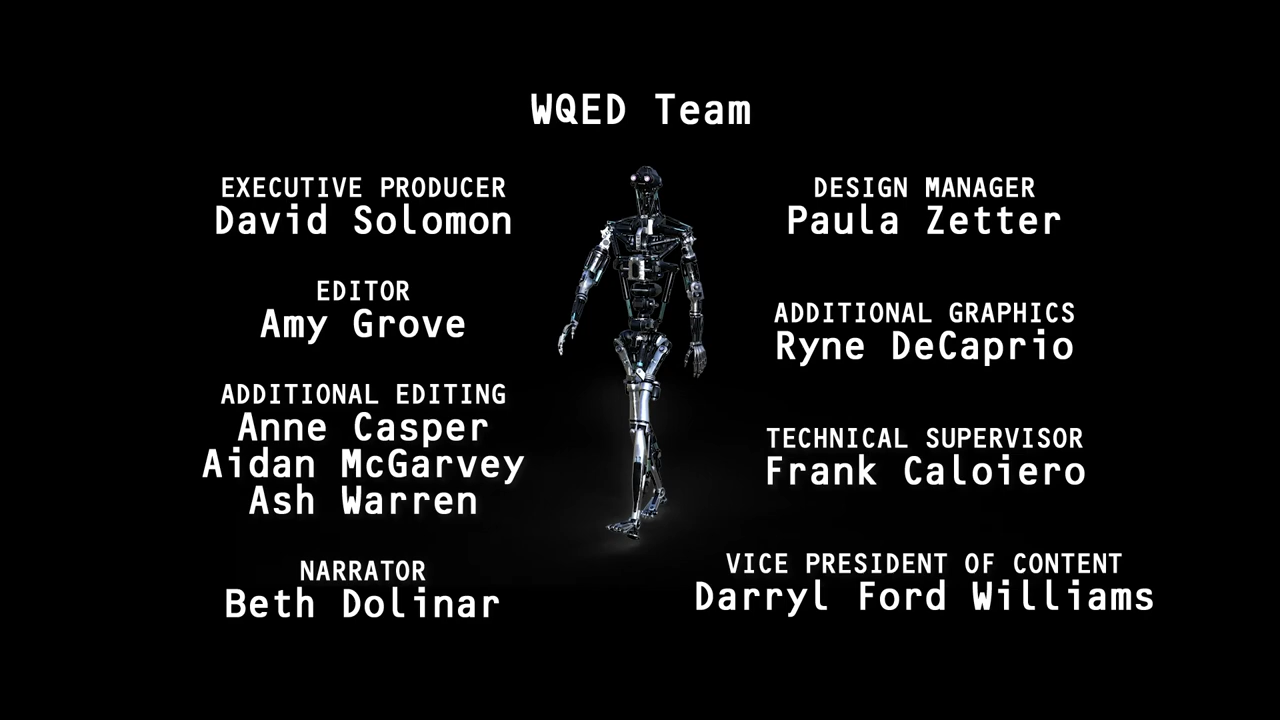 WQED Team
EXECUTIVE PRODUCER
David Solomon
EDITOR
Amy Grove
ADDITIONAL EDITING
Anne Casper
Aidan McGarvey
Ash Warren
NARRATOR
Beth Dolinar
DESIGN MANAGER
Paula Zetter
ADDITIONAL GRAPHICS
Ryne DeCaprio
TECHNICAL SUPERVISOR
Frank Caloiero
VICE PRESIDENT OF CONTENT
Darryl Ford Williams